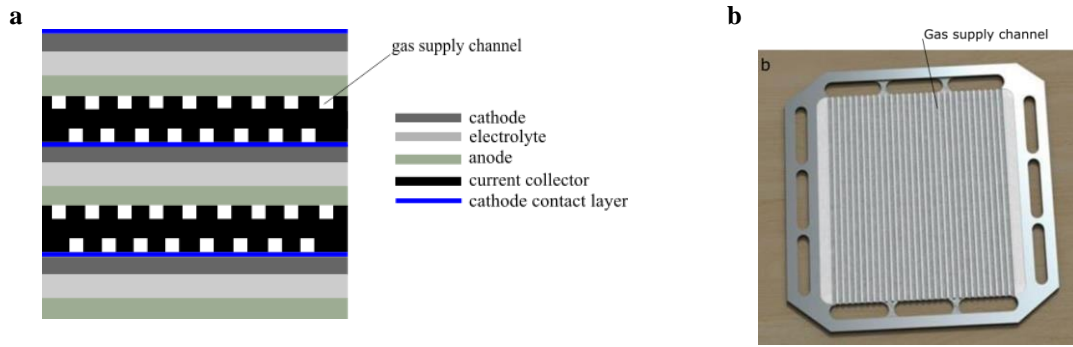 a
gas supply channel
cathode
electrolyte
anode
current collector
cathode contact layer
b
Gas supply channel
b